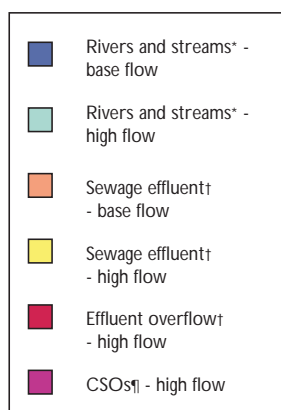 Rivers and streams* -
base flow
Rivers and streams* -
high flow
Sewage effluent†
- base flow
Sewage effluent†
- high flow
Effluent overflow†
- high flow
CSOs¶ - high flow